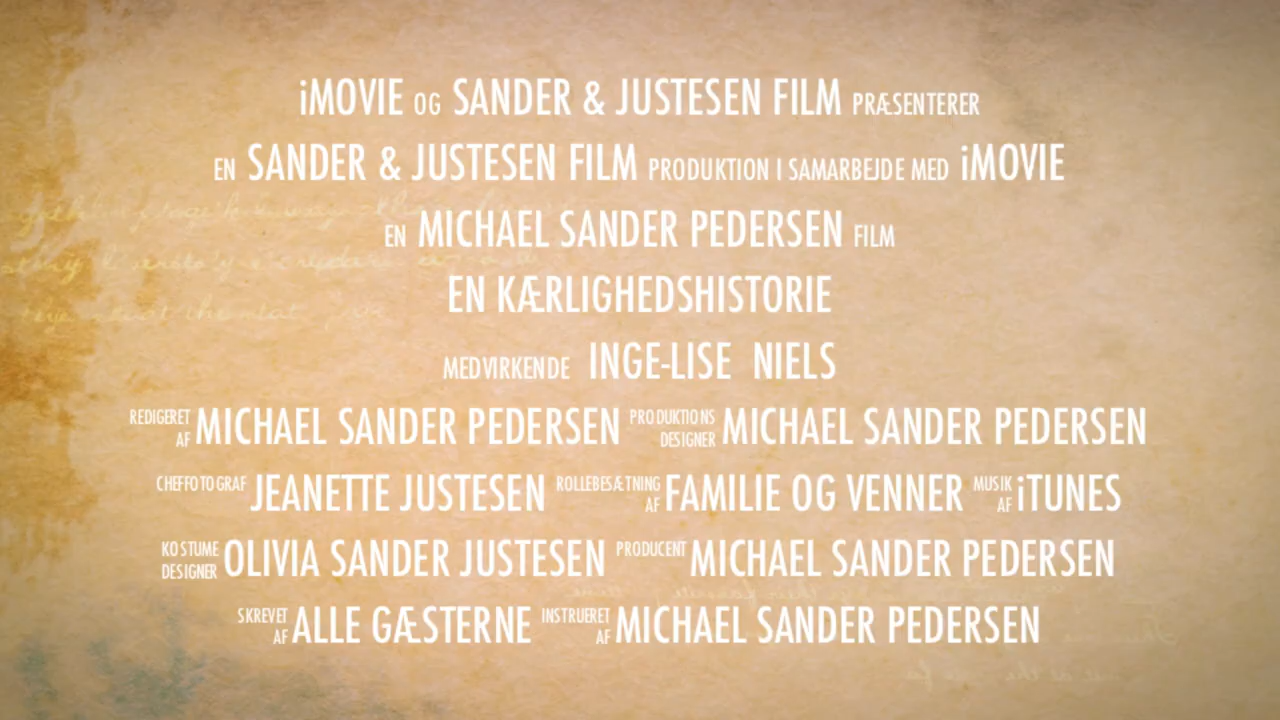 iMOVIE OG SANDER & JUSTESEN FILM PRÆSENTERER
EN SANDER & JUSTESEN FILM PRODUKTION I SAMARBEJDE MED iMOVIE
EN MICHAEL SANDER PEDERSEN FILM
EN KÆRLIGHEDSHISTORIE
MEDVIRKENDE INGE-LISE NIELS
REDIGERET AF MICHAEL SANDER PEDERSEN PRODUKTIONS DESIGNER MICHAEL SANDER PEDERSEN
CHEFFOTOGRAF JEANETTE JUSTESEN ROLLEBESÆTNING AF FAMILIE OG VENNER MUSIK AF iTUNES
KOSTUME DESIGNER OLIVIA SANDER JUSTESEN PRODUCENT MICHAEL SANDER PEDERSEN
SKREVET AF ALLE GÆSTERNE INSTRUERET AF MICHAEL SANDER PEDERSEN